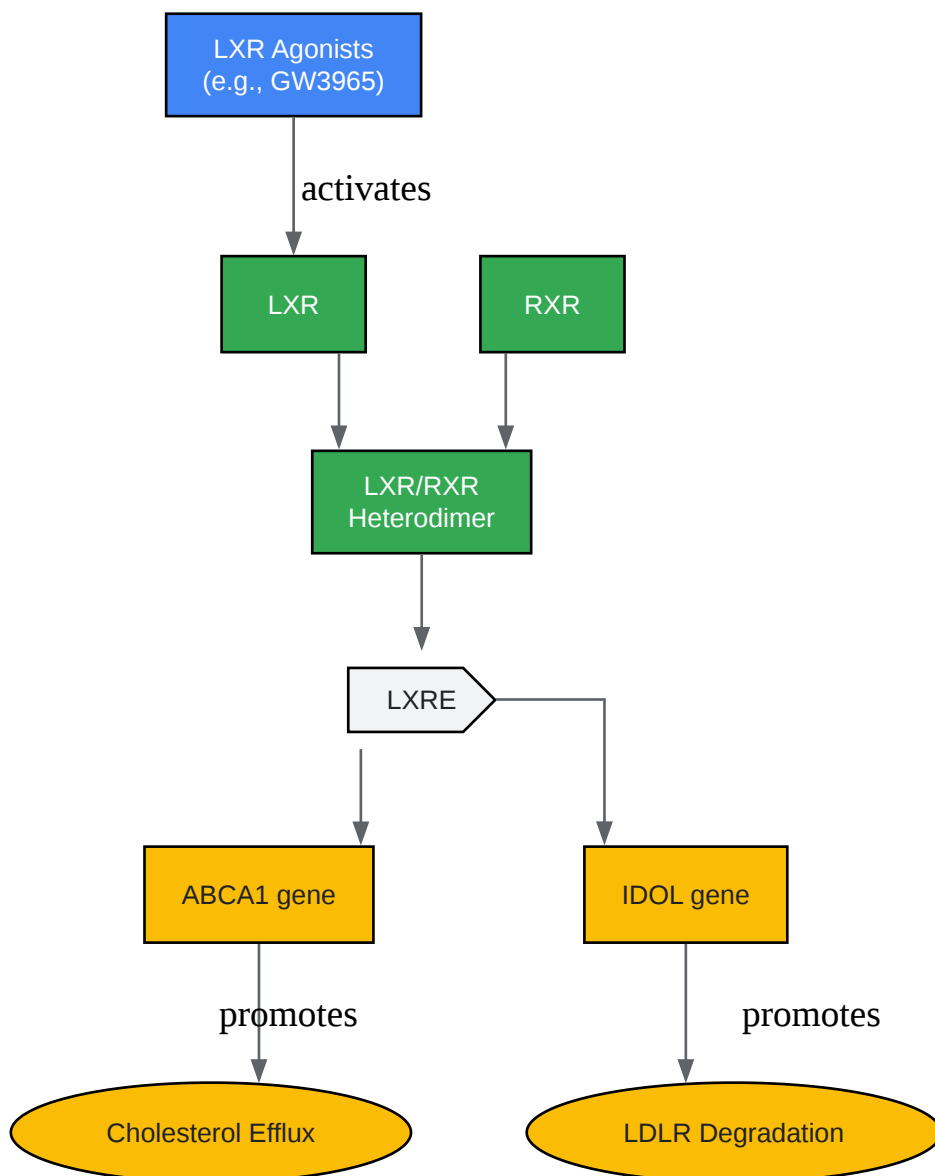 LXR Agonists
(e.g., GW3965)
activates
LXR
RXR
LXR/RXR
Heterodimer
LXRE
ABCA1 gene
IDOL gene
promotes
promotes
Cholesterol Efflux
LDLR Degradation